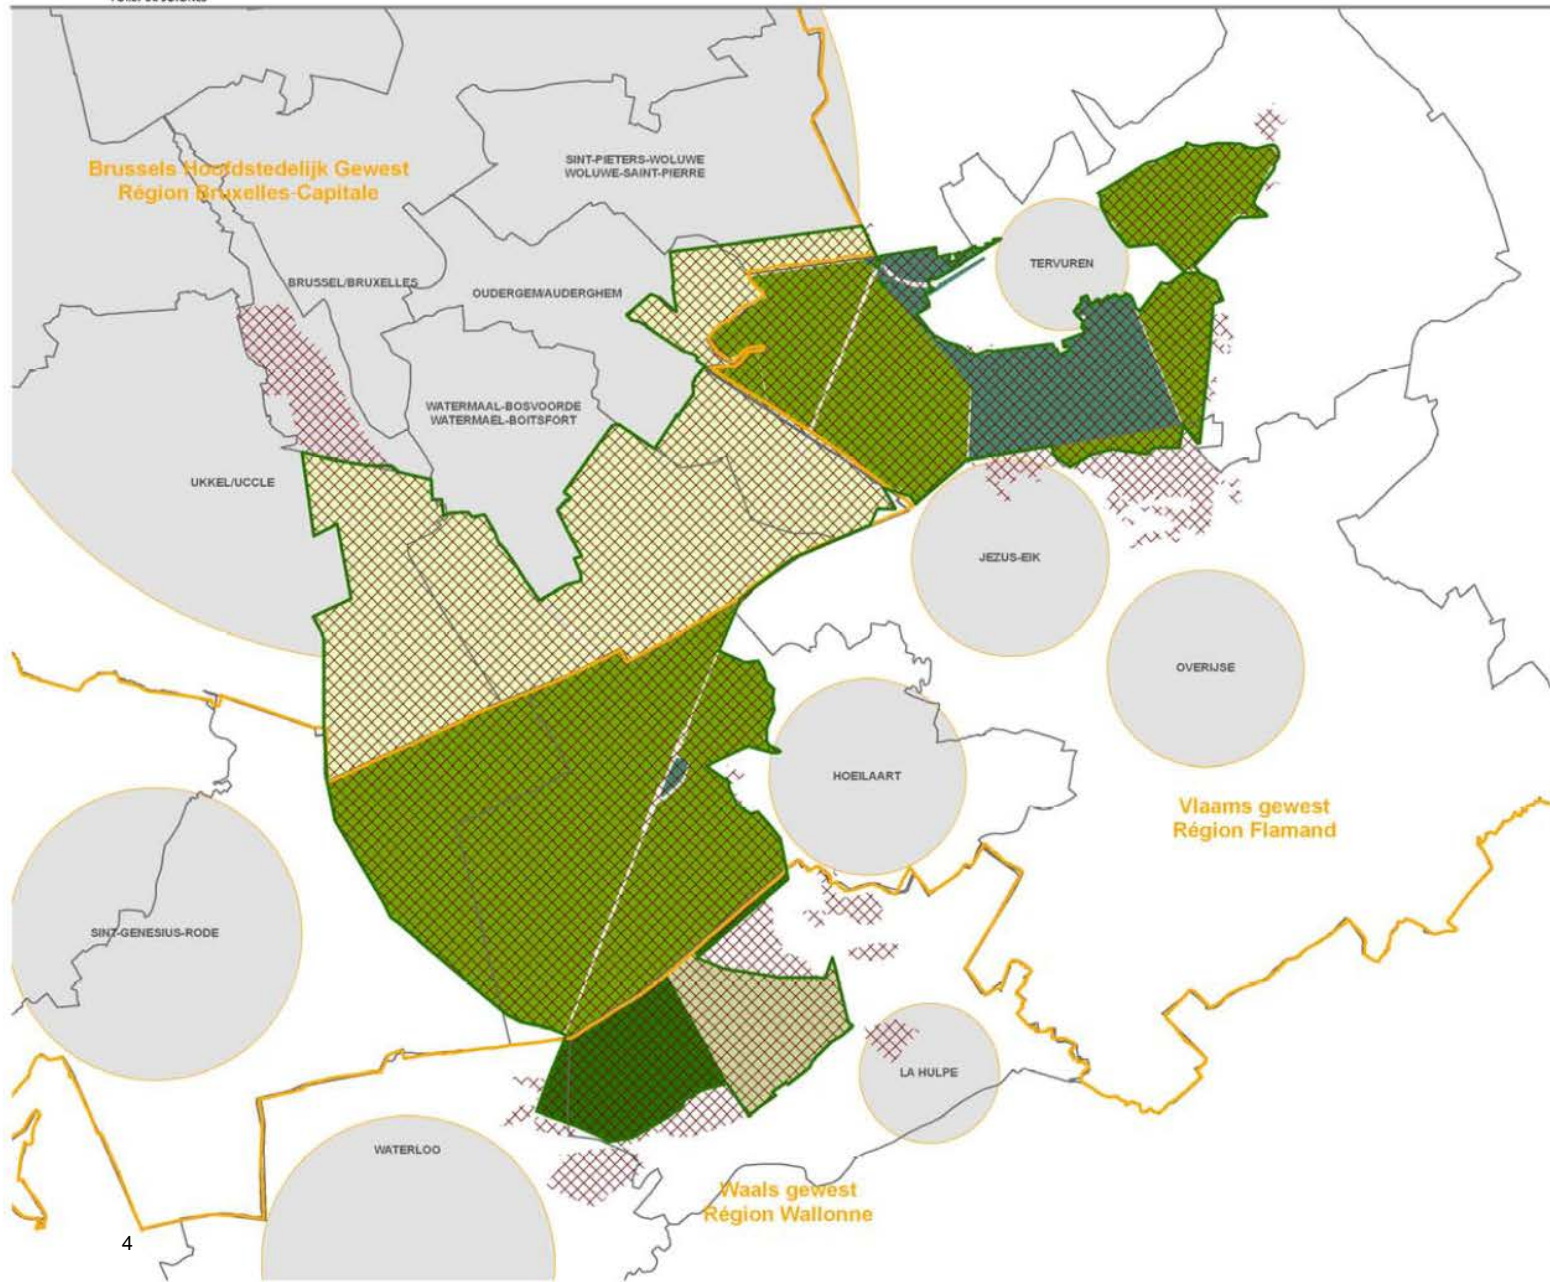 Brussels Hoofdstedelijk Gewest
Région Bruxelles-Capitale
SINT-PIETERS-WOLUWE
WOLUWE-SAINT-PIERRE
TERVUREN
BRUSSEL/BRUXELLES
OUDERGEM/AUDERGHEM
WATERMAAL-BOSVOORDE
WATERMAEL-BOITSFORT
UKKEL/UCCLE
JEZUS-EIK
OVERIJSE
HOEILAART
Vlaams gewest
Région Flamand
SINT-GENESIUS-RODE
LA HULPE
WATERLOO
Waals gewest
Région Wallonne
4